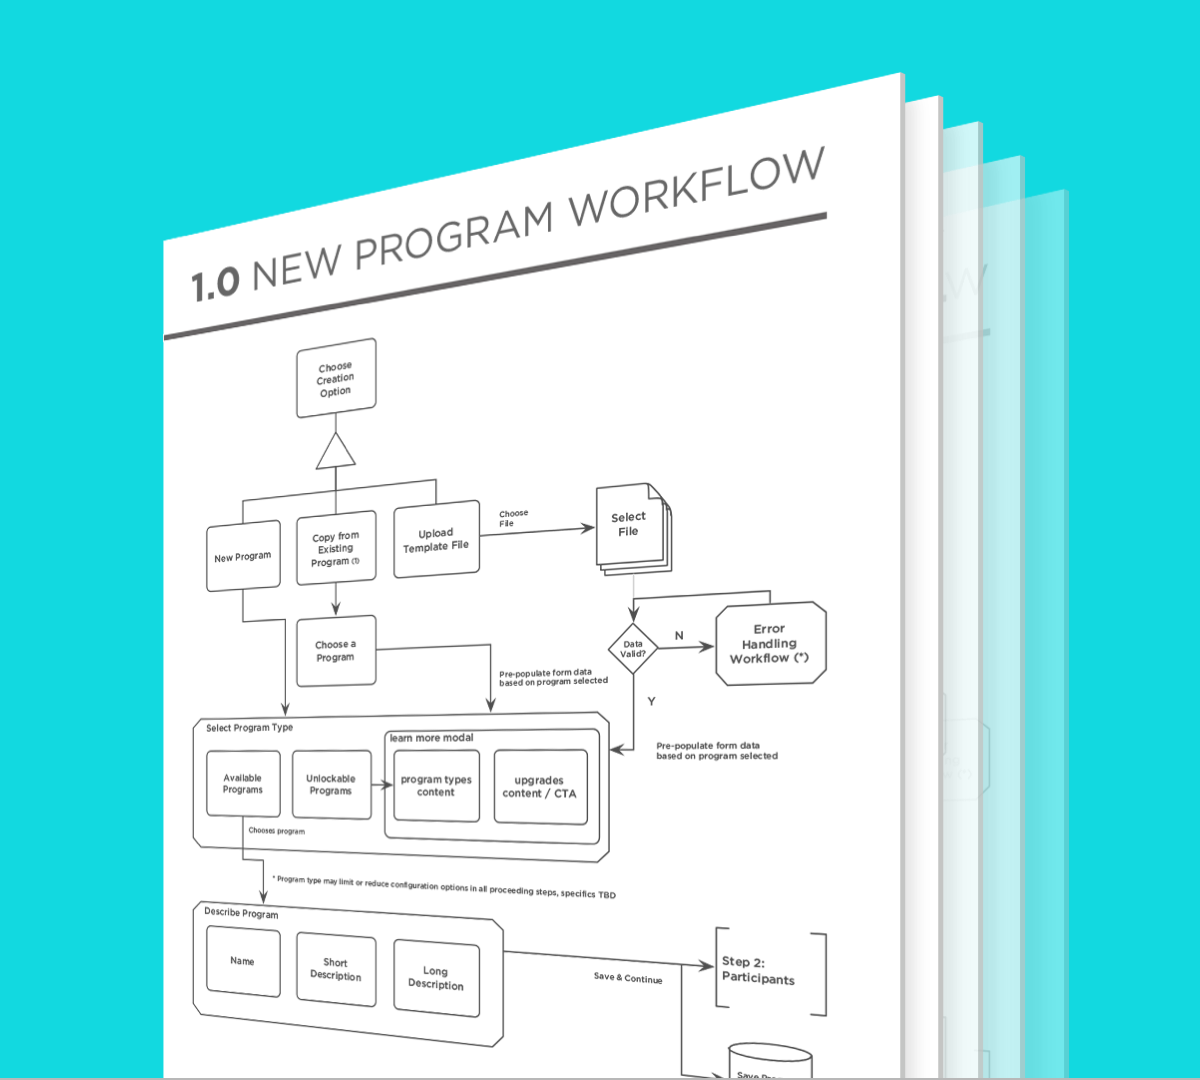 1.0 NEW PROGRAM WORKFLOW
Choose
Creation
Option
New Program
Copy from
Existing
Program (1)
Upload
Template File
Choose
File
Select
File
Choose a
Program
Data
Valid?
N
Error
Handling
Workflow (*)
Pre-populate form data
based on program selected
Y
Pre-populate form data
based on program selected
Select Program Type
learn more modal
Available
Programs
Unlockable
Programs
program types
content
upgrades
content / CTA
Chooses program
* Program type may limit or reduce configuration options in all proceeding steps, specifics TBD
Describe Program
Name
Short
Description
Long
Description
Save & Continue
Step 2:
Participants
Save